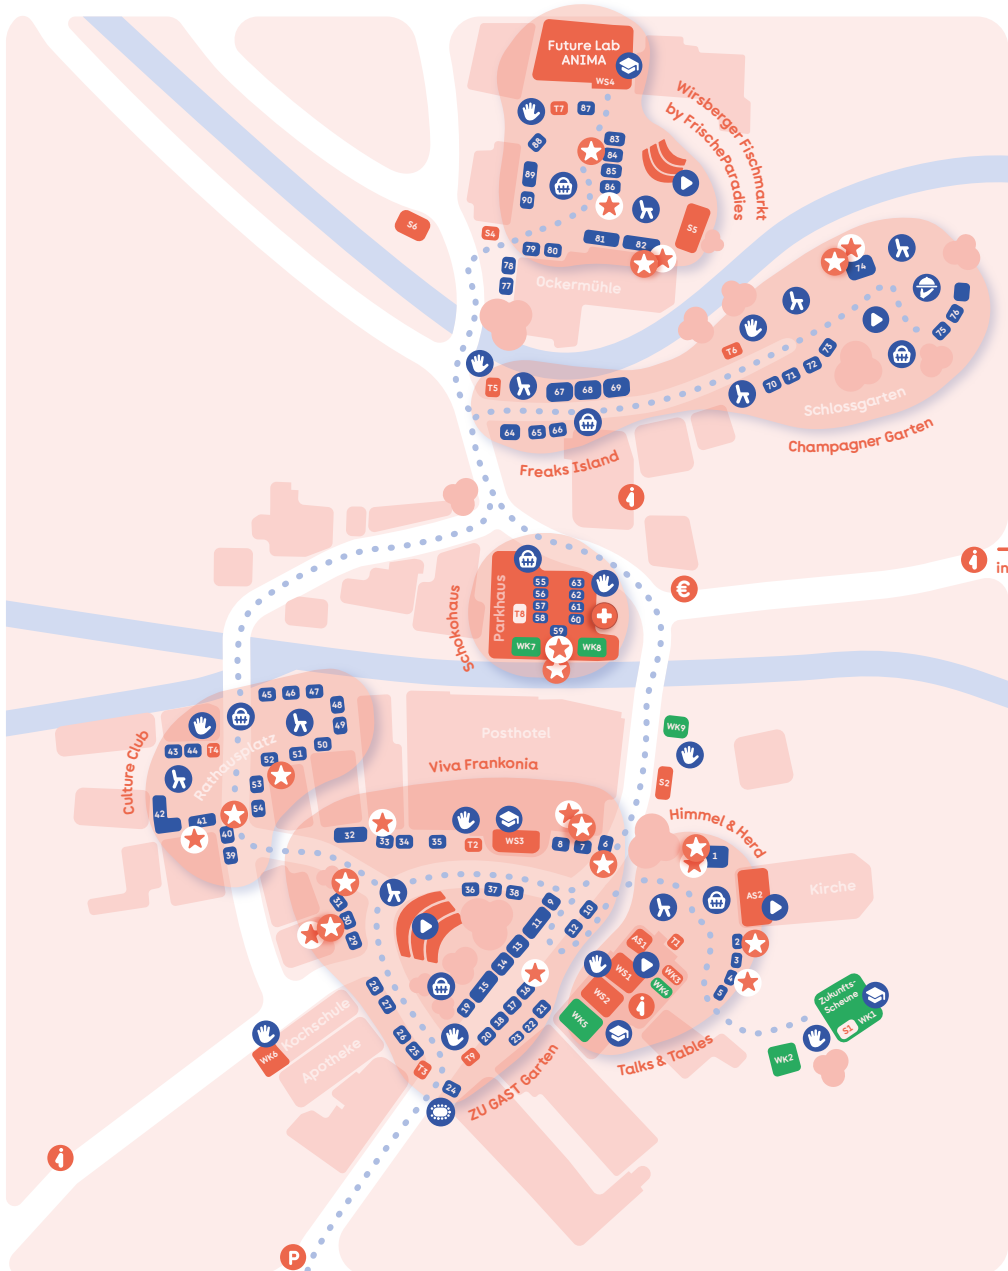 Future Lab
ANIMA
WS4
Wirsberger Fischmarkt
by FrischeParadies
T7
87
88
83
84
85
86
89
90
S6
S4
S5
81
82
79
80
78
77
Ockermühle
74
76
75
T6
73
72
71
70
T5
67
68
69
64
65
66
Schlossgarten
Champagner Garten
Freaks Island
i
i
in
€
Schokohaus
Parkhaus
55
56
57
58
63
62
61
60
T8
59
WK7
WK8
45
46
47
48
49
50
51
52
53
54
43
44
T4
42
41
40
39
Rathausplatz
Culture Club
Posthotel
Viva Frankonia
WK9
S2
Himmel & Herd
32
33
34
35
T2
WS3
8
7
6
1
AS2
Kirche
31
30
29
36
37
38
9
10
11
12
13
14
15
19
16
17
18
20
21
22
23
AS1
T1
WS1
WK3
WK4
WS2
WK5
i
2
3
4
5
28
27
26
25
T3
T9
24
Zukunfts-
Scheune
S1
WK1
WK2
Talks & Tables
ZU GAST Garten
Kochschule
Apotheke
WK6
i
P